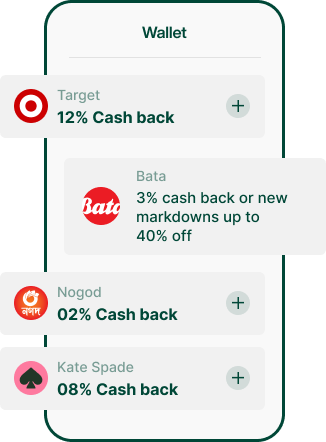 Wallet
Target
12% Cash back
Bata
Bata
3% cash back or new
markdowns up to
40% off
Nogod
নগদ
02% Cash back
Kate Spade
08% Cash back